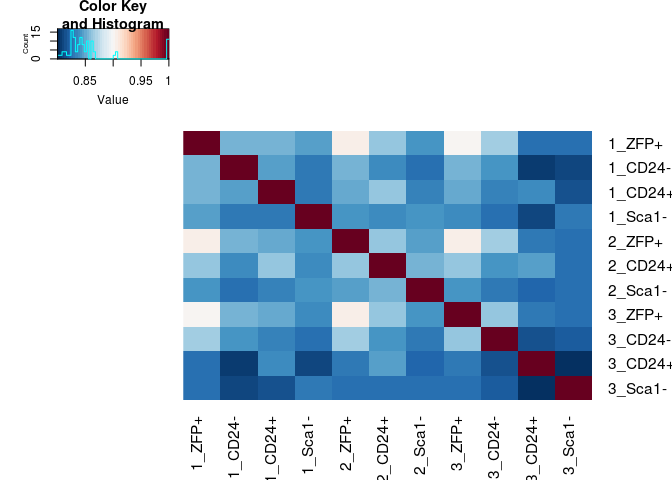 Color Key
and Histogram
Count
0 15
0.85 0.95 1
Value
1_ZFP+
1_CD24-
1_CD24+
1_Sca1-
2_ZFP+
2_CD24+
2_Sca1-
3_ZFP+
3_CD24-
3_CD24+
3_Sca1-
1_ZFP+
1_CD24-
1_CD24+
1_Sca1-
2_ZFP+
2_CD24+
2_Sca1-
3_ZFP+
3_CD24-
3_CD24+
3_Sca1-